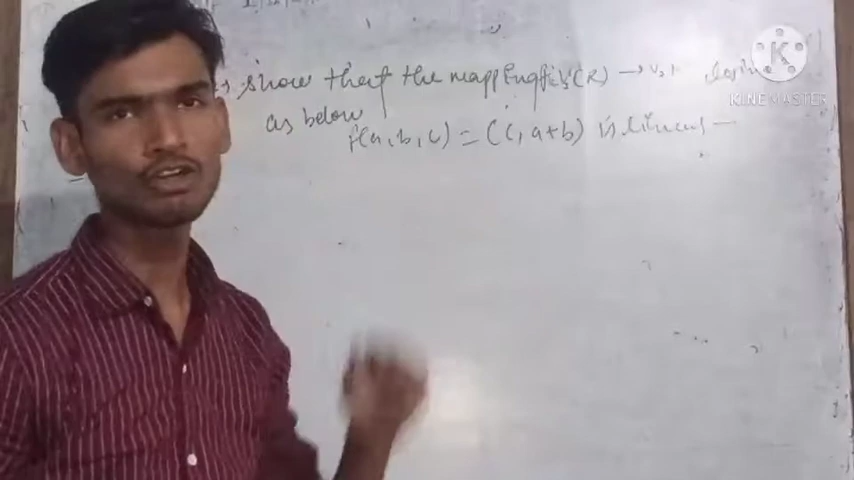 show that the mapping f: V3(R) → V2
as below
f(a, b, c) = (c, a+b) is linear
KINEMASTER